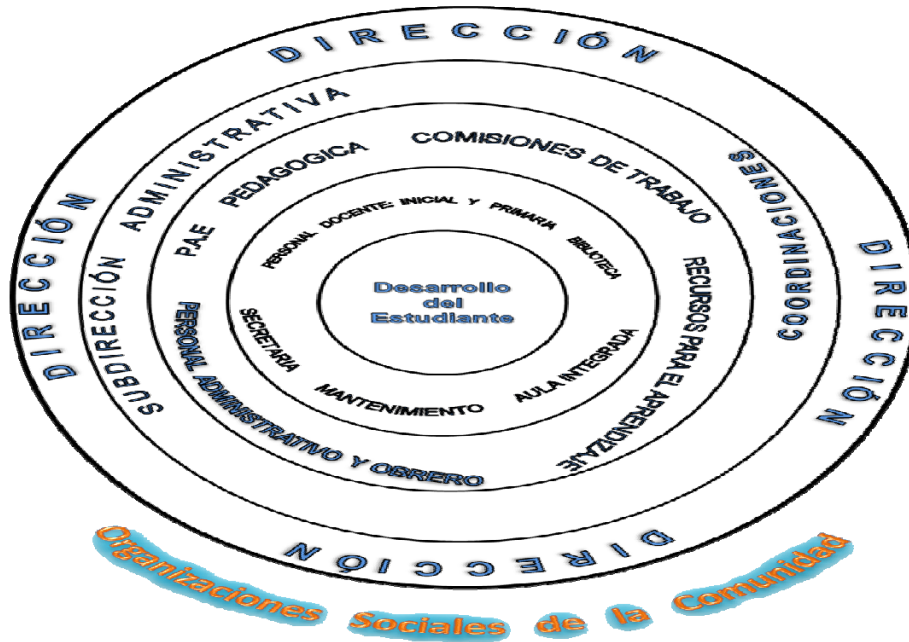 DIRECCIÓN
DIRECCIÓN
DIRECCIÓN
DIRECCIÓN
SUBDIRECCIÓN ADMINISTRATIVA
COORDINACIONES
P.A.E
PEDAGOGICA
COMISIONES DE TRABAJO
RECURSOS PARA EL APRENDIZAJE
PERSONAL ADMINISTRATIVO Y OBRERO
PERSONAL DOCENTE: INICIAL Y PRIMARIA
BIBLIOTECA
AULA INTEGRADA
MANTENIMIENTO
SECRETARIA
Desarrollo
del
Estudiante
Organizaciones Sociales de la Comunidad